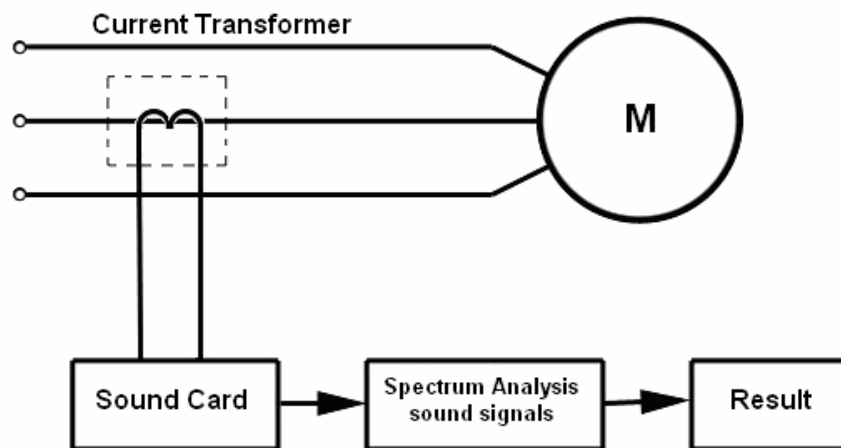 Current Transformer
M
Sound Card
Spectrum Analysis
sound signals
Result